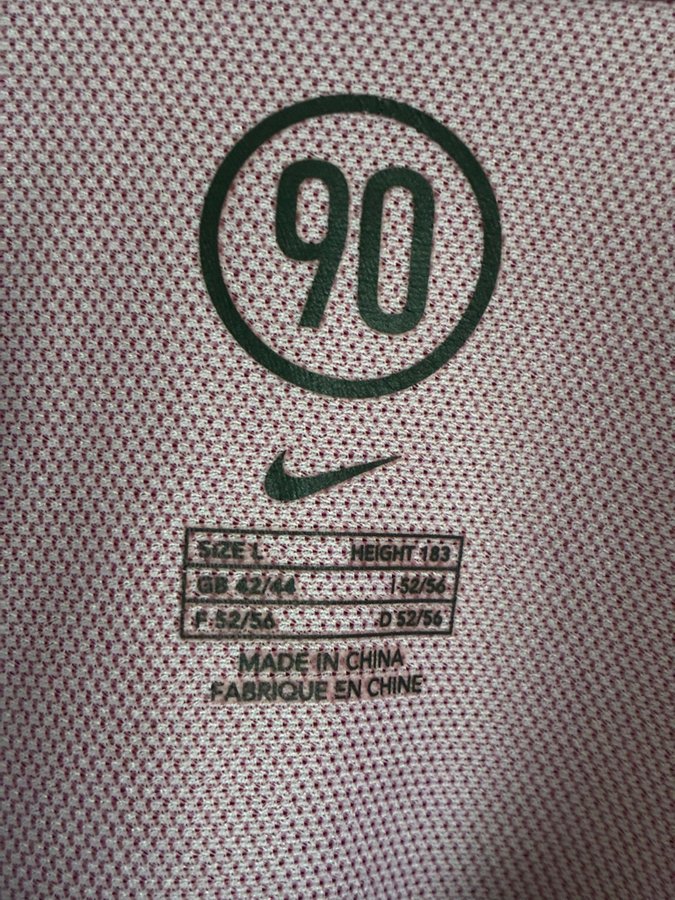 90
SIZE L HEIGHT 183
GB 42/44 I 52/56
F 52/56 D 52/56
MADE IN CHINA
FABRIQUE EN CHINE